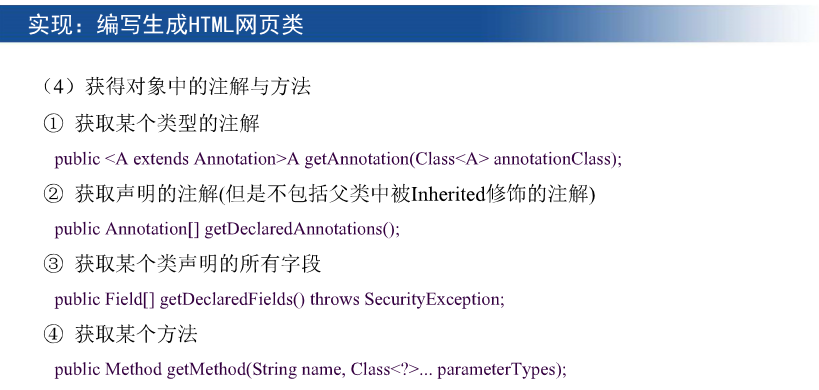 实现：编写生成HTML网页类
（4）获得对象中的注解与方法
① 获取某个类型的注解
public <A extends Annotation>A getAnnotation(Class<A> annotationClass);
② 获取声明的注解(但是不包括父类中被Inherited修饰的注解)
public Annotation[] getDeclaredAnnotations();
③ 获取某个类声明的所有字段
public Field[] getDeclaredFields() throws SecurityException;
④ 获取某个方法
public Method getMethod(String name, Class<?>... parameterTypes);